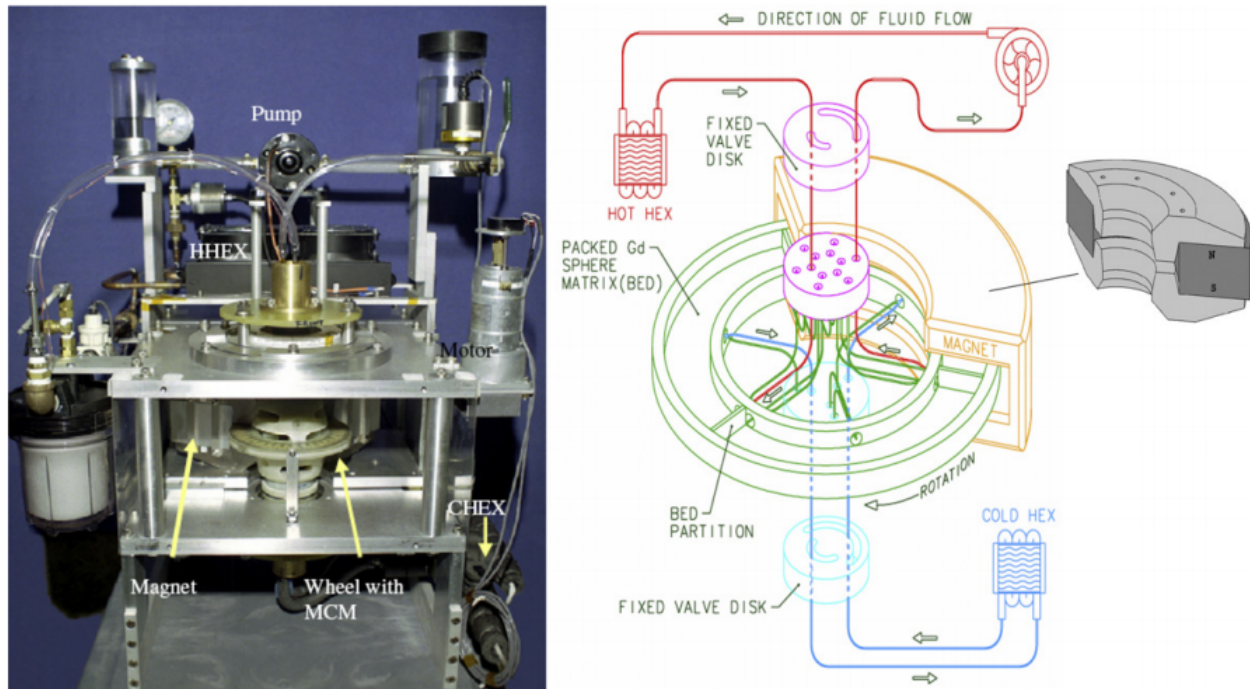 Pump
HHEX
Motor
CHEX
Magnet
Wheel with
MCM
DIRECTION OF FLUID FLOW
FIXED
VALVE
DISK
HOT HEX
PACKED Gd
SPHERE
MATRIX(BED)
MAGNET
N
S
ROTATION
BED
PARTITION
COLD HEX
FIXED VALVE DISK